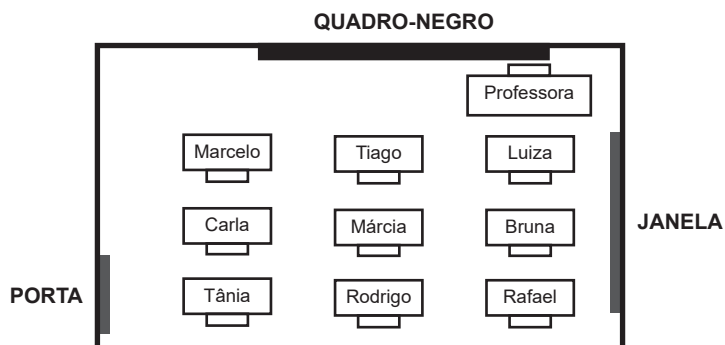 QUADRO-NEGRO
Professora
Marcelo Tiago Luiza
Carla Márcia Bruna
JANELA
PORTA
Tânia Rodrigo Rafael